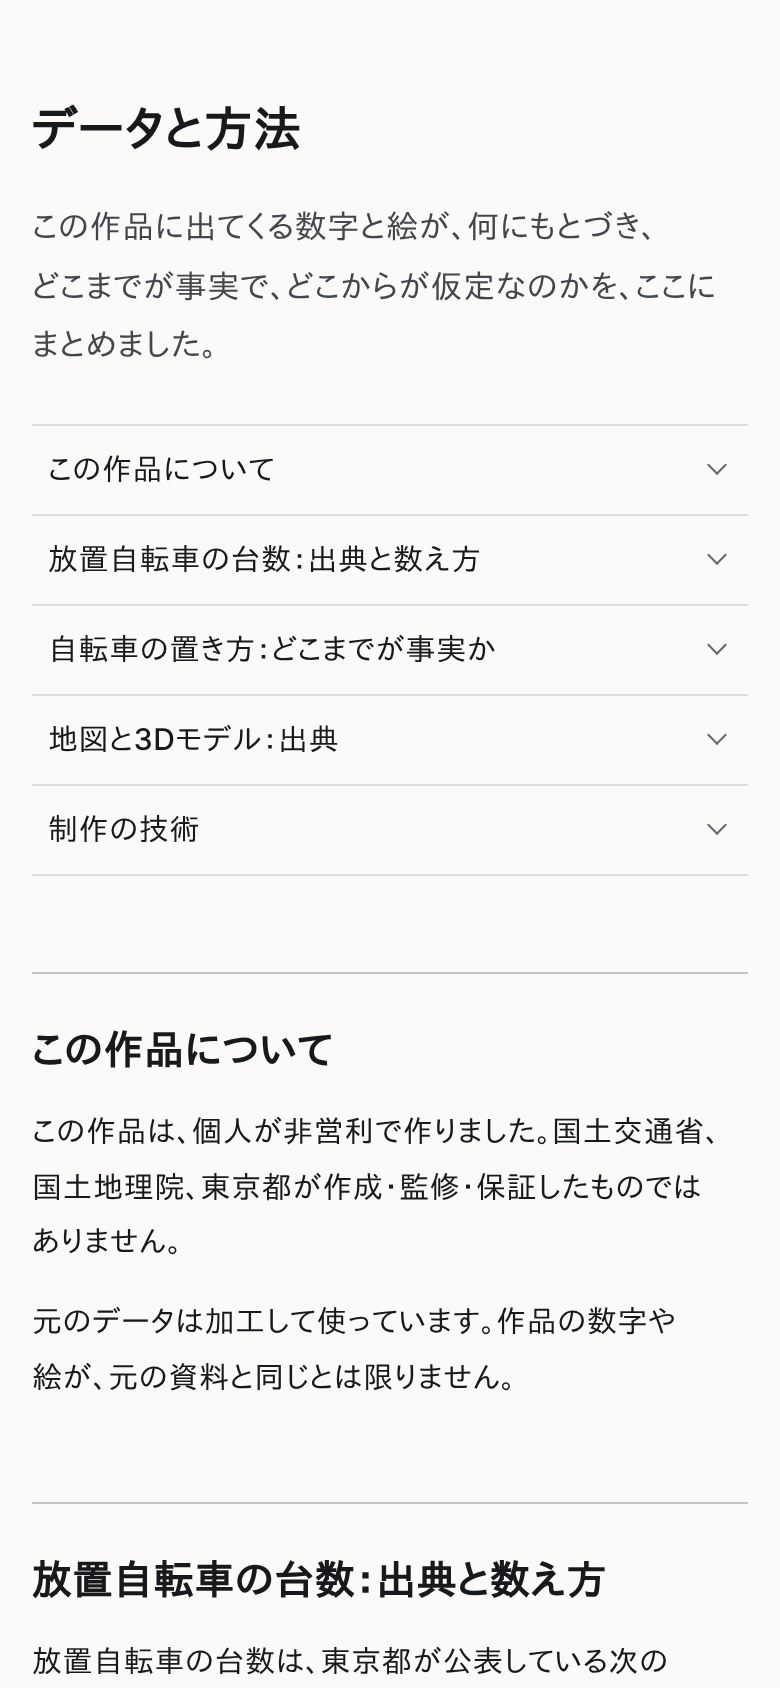 データと方法
この作品に出てくる数字と絵が、何にもとづき、
どこまでが事実で、どこからが仮定なのかを、ここに
まとめました。
この作品について
放置自転車の台数：出典と数え方
自転車の置き方：どこまでが事実か
地図と3Dモデル：出典
制作の技術
この作品について
この作品は、個人が非営利で作りました。国土交通省、
国土地理院、東京都が作成・監修・保証したものでは
ありません。
元のデータは加工して使っています。作品の数字や
絵が、元の資料と同じとは限りません。
放置自転車の台数：出典と数え方
放置自転車の台数は、東京都が公表している次の